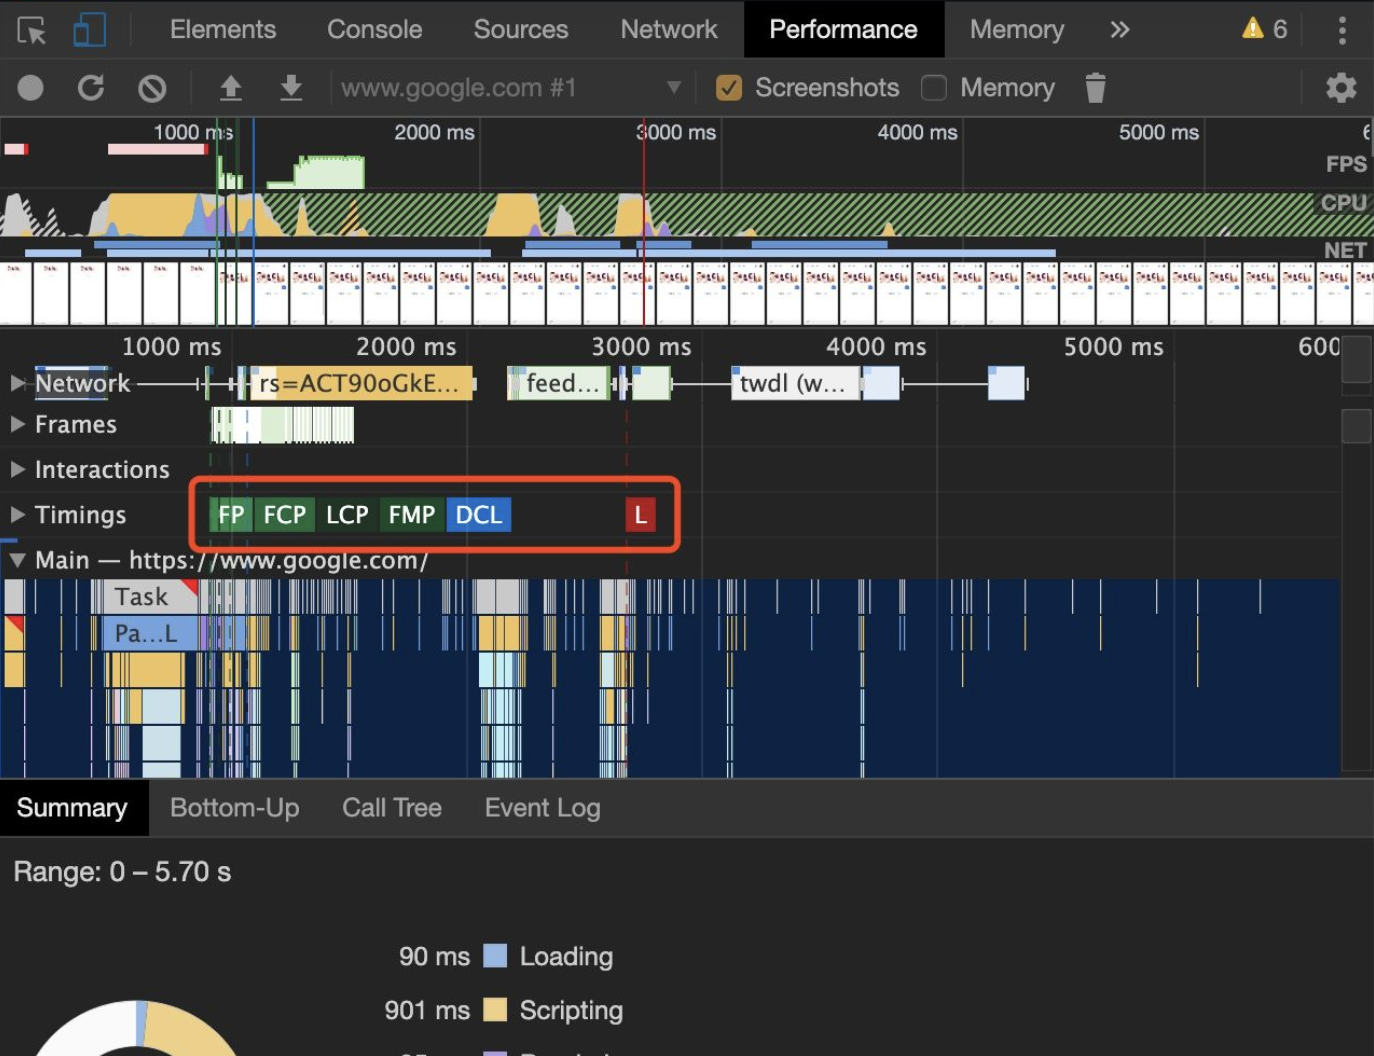 Elements Console Sources Network Performance Memory » 6
www.google.com #1 Screenshots Memory
1000 ms 2000 ms 3000 ms 4000 ms 5000 ms 6
FPS
CPU
NET
1000 ms 2000 ms 3000 ms 4000 ms 5000 ms 600
Network rs=ACT90oGkE... feed... twdl (w...
Frames
Interactions
Timings FP FCP LCP FMP DCL L
Main — https://www.google.com/
Task
Pa...L
Summary Bottom-Up Call Tree Event Log
Range: 0 – 5.70 s
90 ms Loading
901 ms Scripting